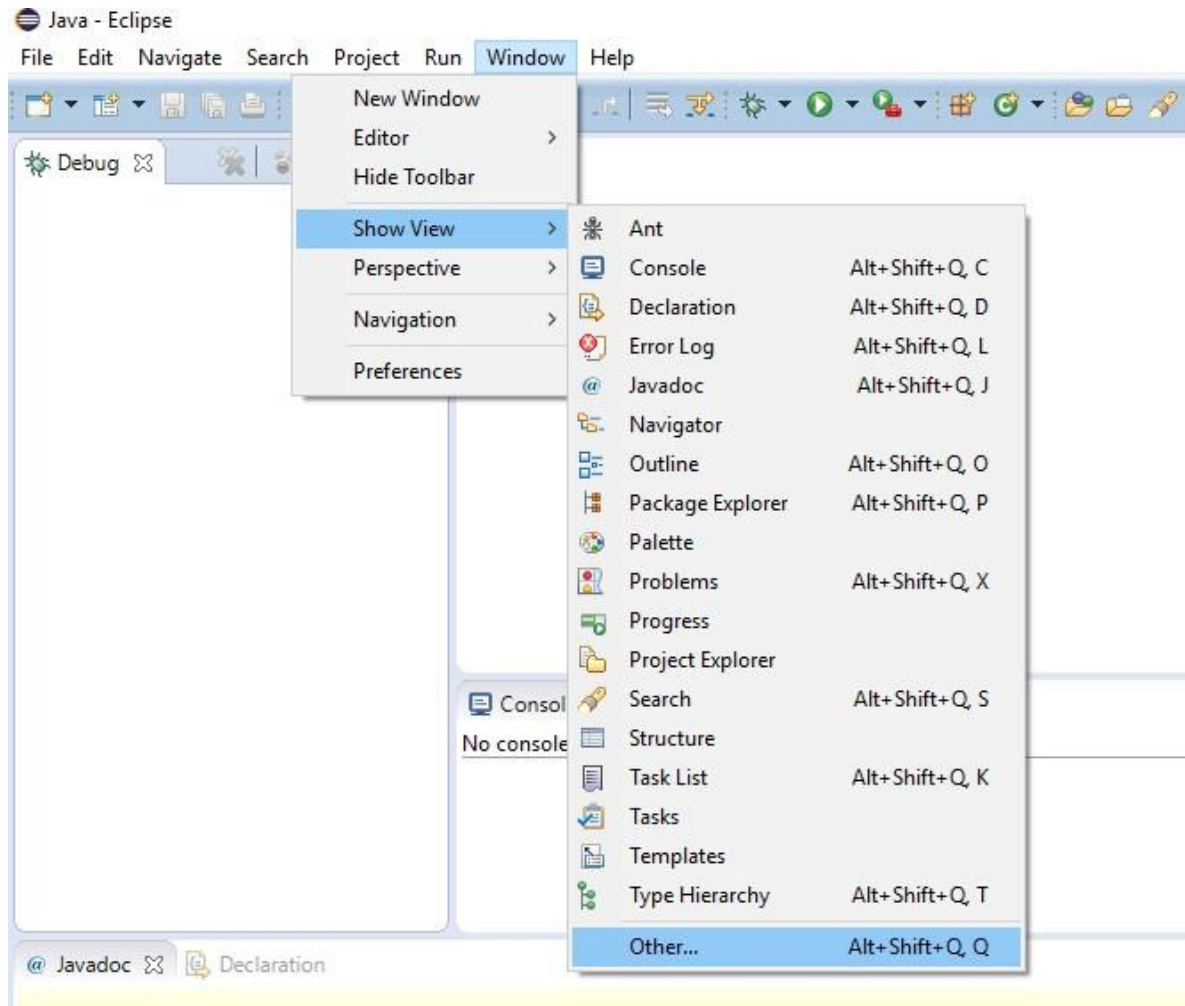 Java - Eclipse
File Edit Navigate Search Project Run Window Help
New Window
Editor
Hide Toolbar
Show View
Perspective
Navigation
Preferences
Debug
Ant
Console Alt+Shift+Q, C
Declaration Alt+Shift+Q, D
Error Log Alt+Shift+Q, L
Javadoc Alt+Shift+Q, J
Navigator
Outline Alt+Shift+Q, O
Package Explorer Alt+Shift+Q, P
Palette
Problems Alt+Shift+Q, X
Progress
Project Explorer
Search Alt+Shift+Q, S
Structure
Task List Alt+Shift+Q, K
Tasks
Templates
Type Hierarchy Alt+Shift+Q, T
Other... Alt+Shift+Q, Q
Consol
No console
Javadoc Declaration